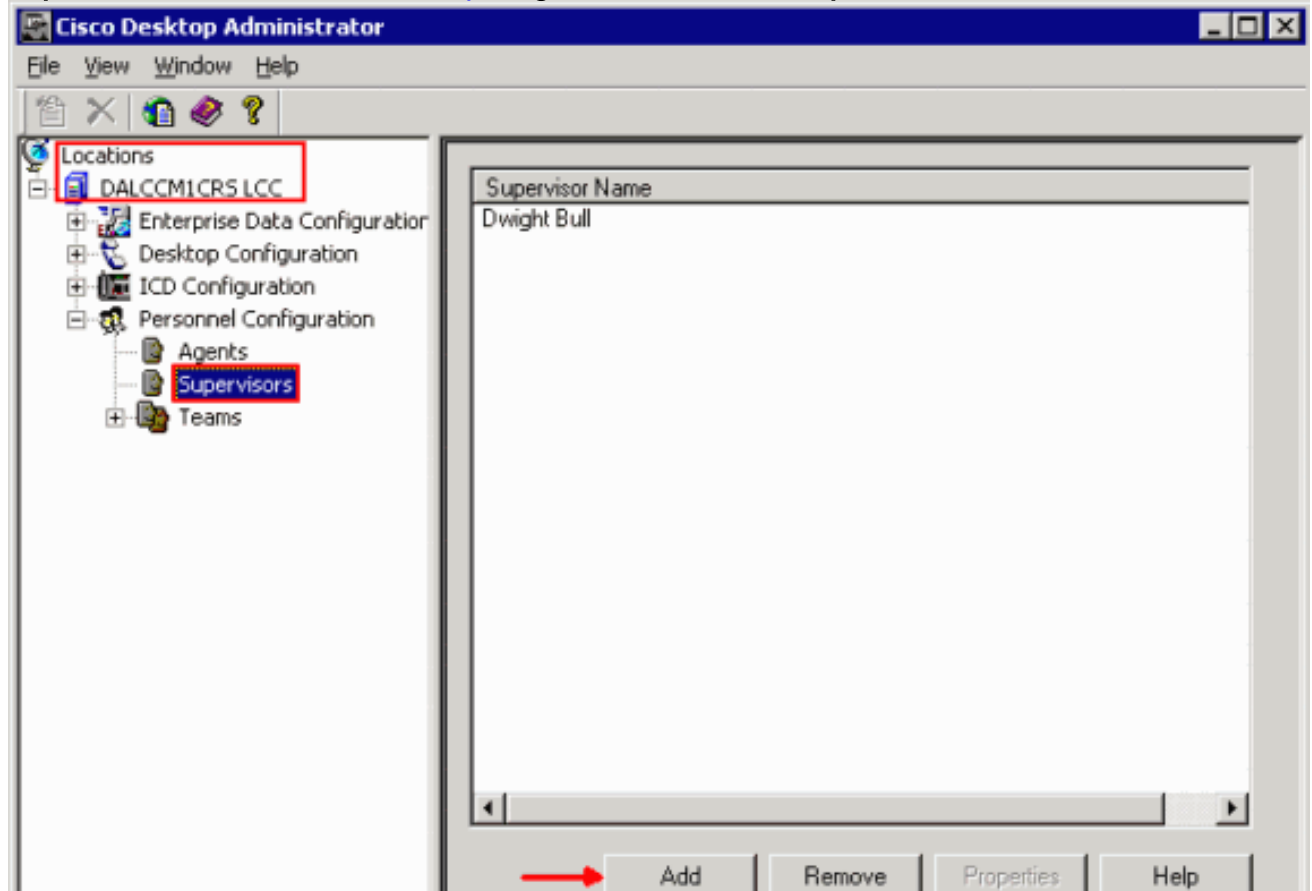 Cisco Desktop Administrator
File View Window Help
Locations
DALCCM1CRS LCC
Enterprise Data Configuration
Desktop Configuration
ICD Configuration
Personnel Configuration
Agents
Supervisors
Teams
Supervisor Name
Dwight Bull
Add Remove Properties Help